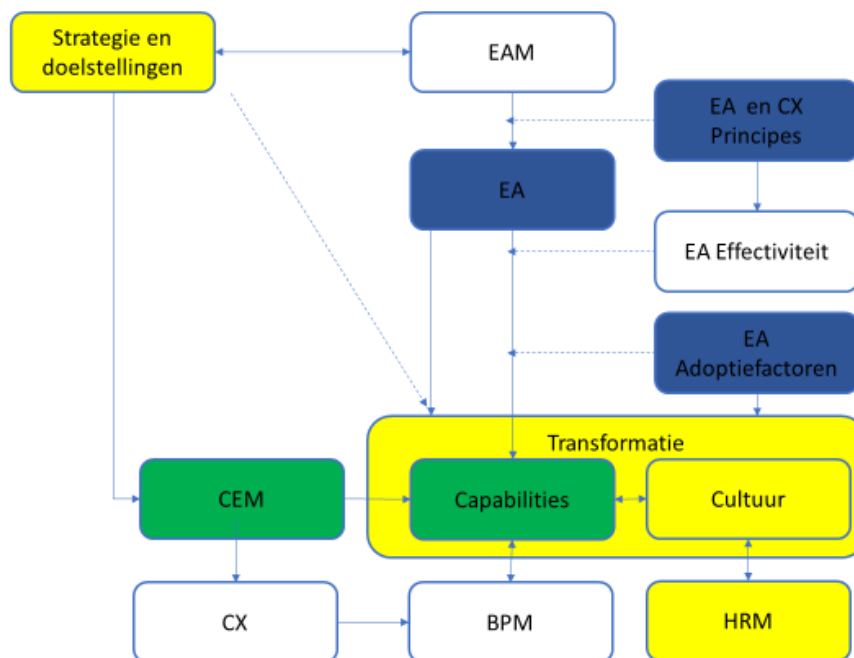 Strategie en
doelstellingen
EAM
EA en CX
Principes
EA
EA Effectiviteit
EA
Adoptiefactoren
Transformatie
CEM
Capabilities
Cultuur
CX
BPM
HRM